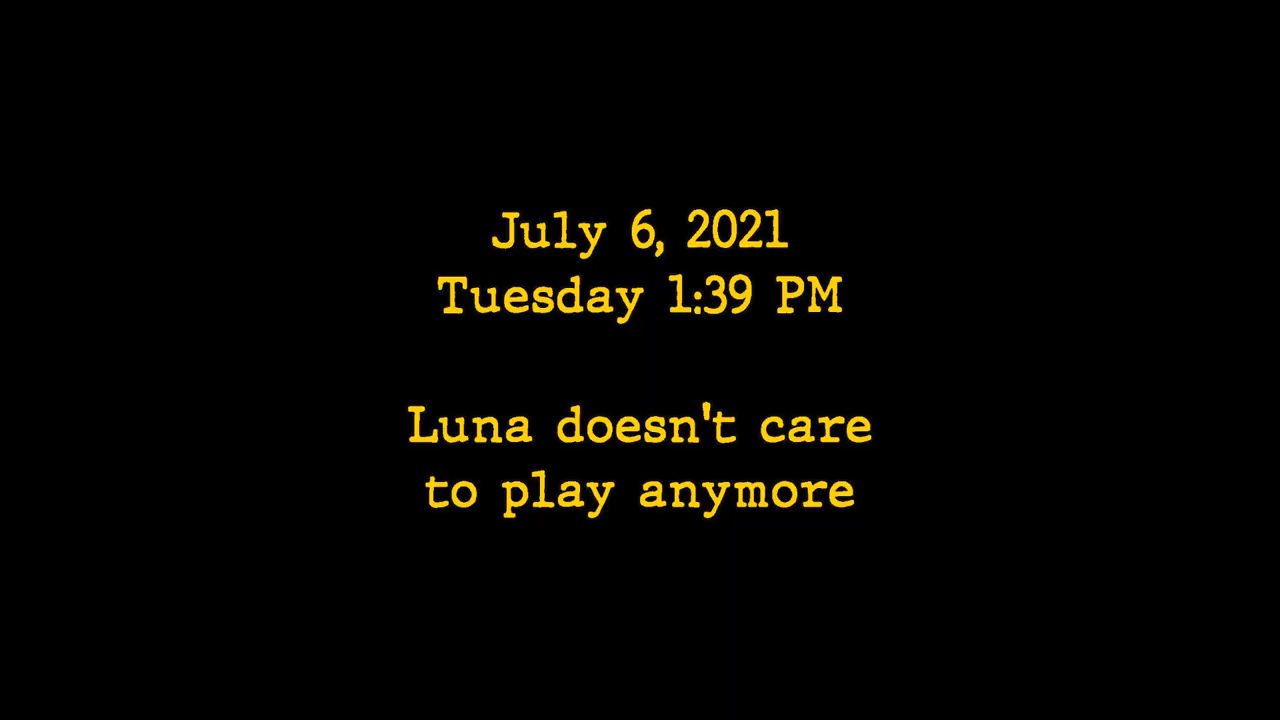 July 6, 2021
Tuesday 1:39 PM
Luna doesn't care
to play anymore